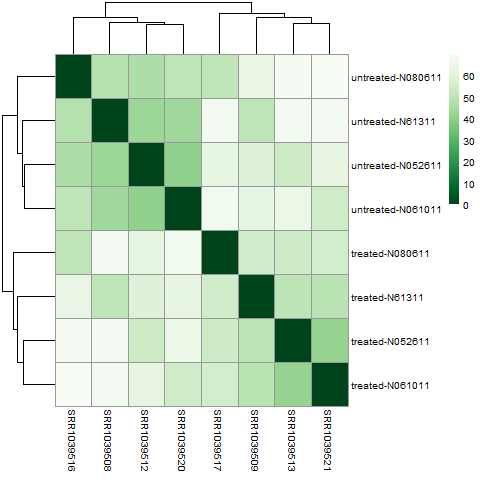 untreated-N080611
untreated-N61311
untreated-N052611
untreated-N061011
treated-N080611
treated-N61311
treated-N052611
treated-N061011
60
50
40
30
20
10
0
SRR1039516
SRR1039508
SRR1039512
SRR1039520
SRR1039517
SRR1039509
SRR1039513
SRR1039521